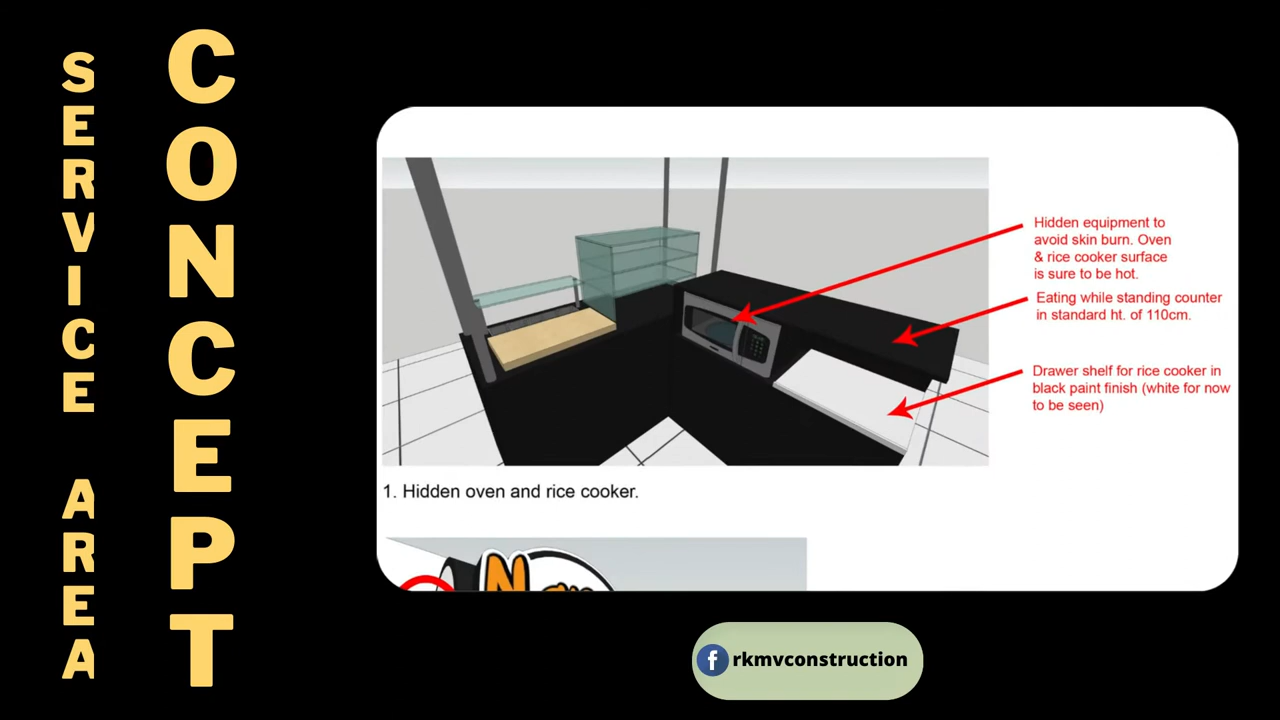 SERVICE AREA
CONCEPT
Hidden equipment to
avoid skin burn. Oven
& rice cooker surface
is sure to be hot.
Eating while standing counter
in standard ht. of 110cm.
Drawer shelf for rice cooker in
black paint finish (white for now
to be seen)
1. Hidden oven and rice cooker.
rkmvconstruction